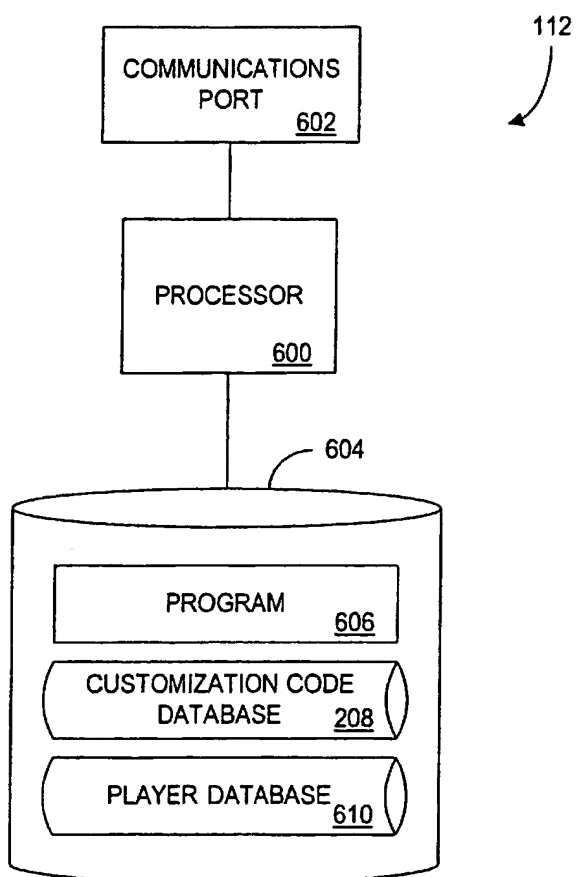 112
COMMUNICATIONS
PORT
602
PROCESSOR
600
604
PROGRAM
606
CUSTOMIZATION CODE
DATABASE
208
PLAYER DATABASE
610